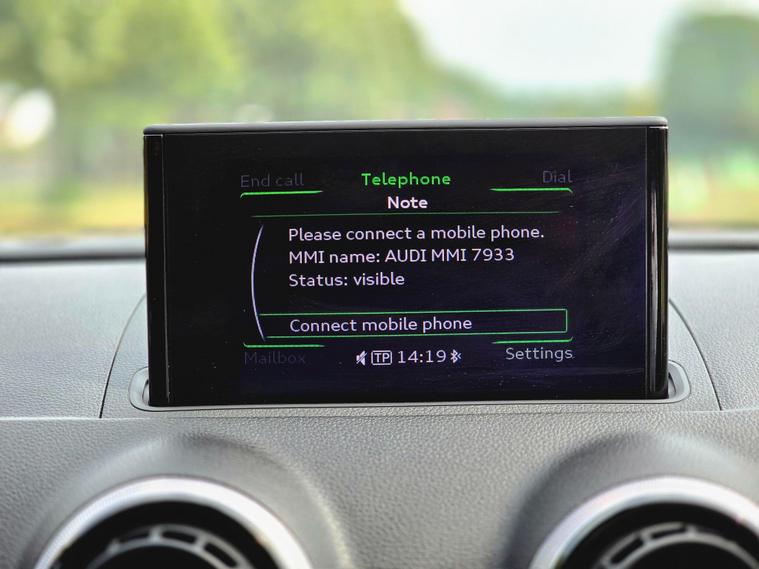 End call Telephone Dial
Note
Please connect a mobile phone.
MMI name: AUDI MMI 7933
Status: visible
Connect mobile phone
Mailbox TP 14:19 Settings